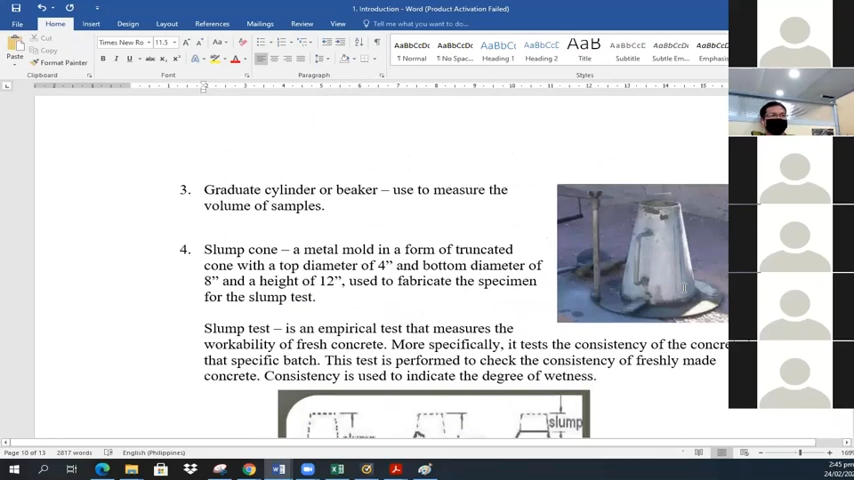 1. Introduction - Word (Product Activation Failed)
File Home Insert Design Layout References Mailings Review View Tell me what you want to do
Paste
Cut
Copy
Format Painter
Clipboard
Times New Ro 11.5
Font
Paragraph
AaBbCcDc AaBbCcDc AaBbCc AaBbCcDc AaB AaBbCcDc AaBbCcDc AaBbCcDc
¶ Normal ¶ No Spac... Heading 1 Heading 2 Title Subtitle Subtle Em... Emphasis
Styles
3. Graduate cylinder or beaker – use to measure the
volume of samples.
4. Slump cone – a metal mold in a form of truncated
cone with a top diameter of 4” and bottom diameter of
8” and a height of 12”, used to fabricate the specimen
for the slump test.
Slump test – is an empirical test that measures the
workability of fresh concrete. More specifically, it tests the consistency of the concre
that specific batch. This test is performed to check the consistency of freshly made
concrete. Consistency is used to indicate the degree of wetness.
slump
Page 10 of 13 2817 words English (Philippines)
169%
2:45 pm
24/02/202